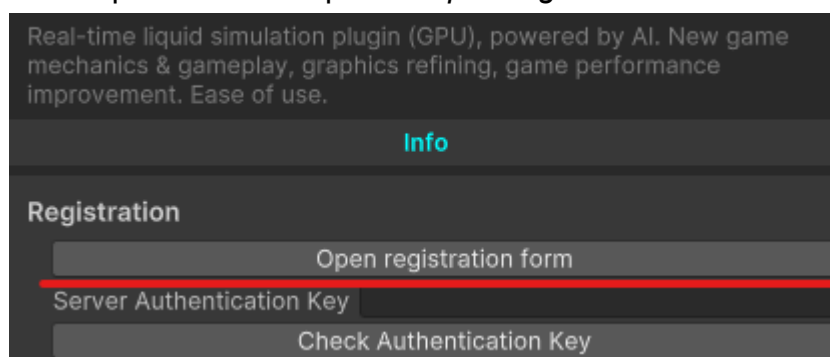 Real-time liquid simulation plugin (GPU), powered by AI. New game
mechanics & gameplay, graphics refining, game performance
improvement. Ease of use.
Info
Registration
Open registration form
Server Authentication Key
Check Authentication Key